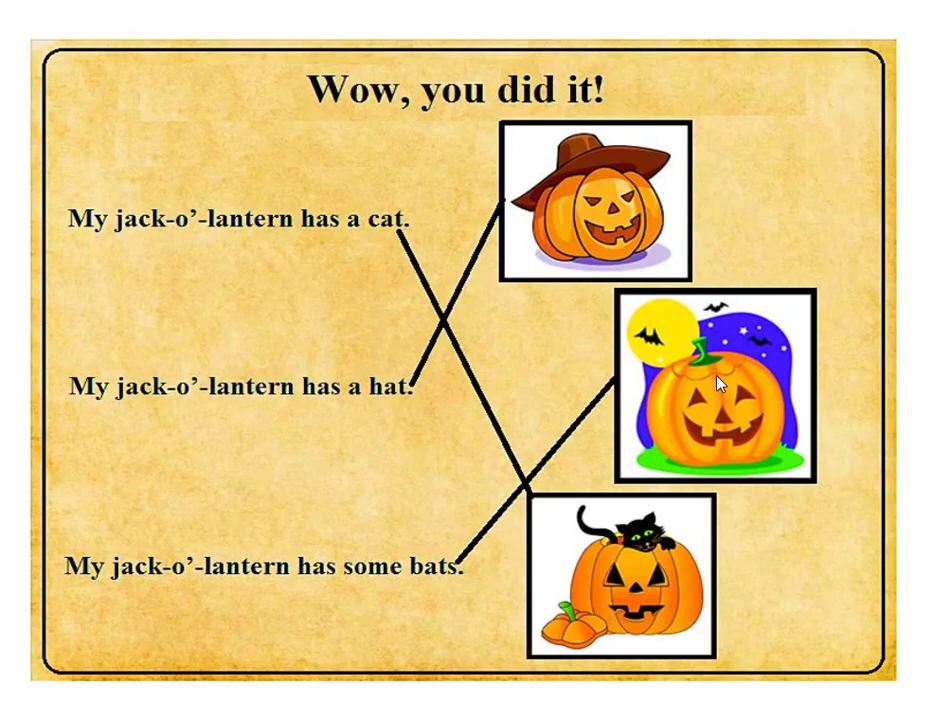 Wow, you did it!
My jack-o’-lantern has a cat.
My jack-o’-lantern has a hat.
My jack-o’-lantern has some bats.